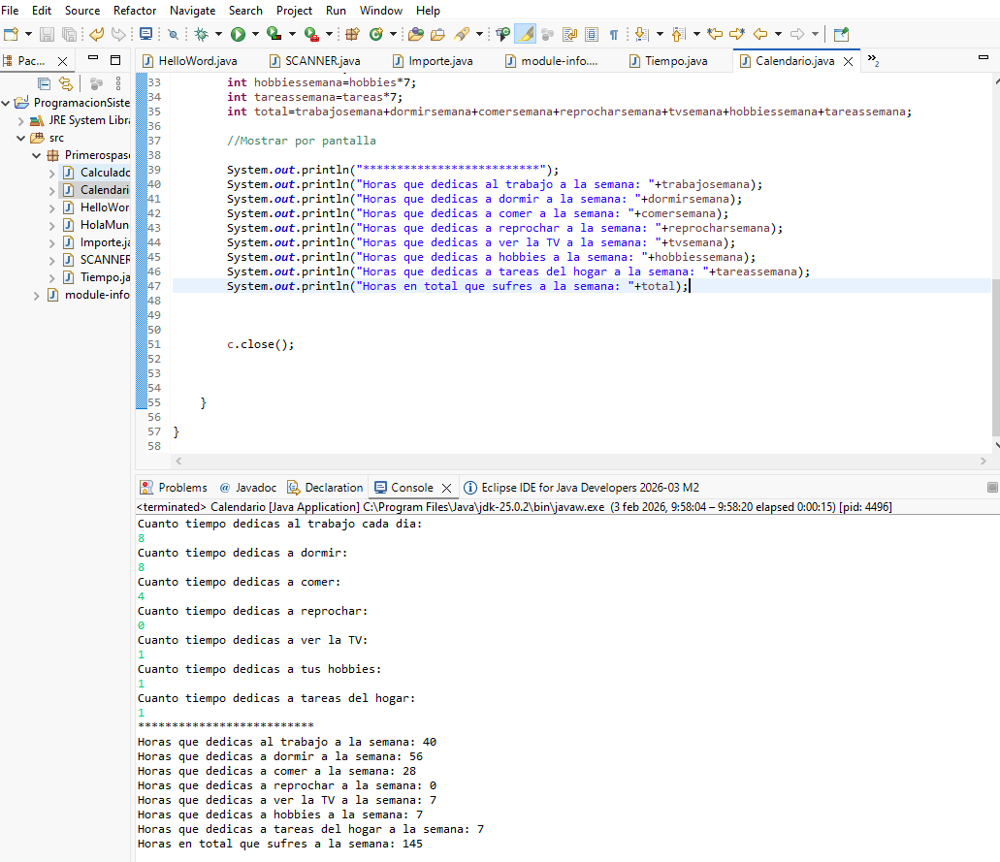 File Edit Source Refactor Navigate Search Project Run Window Help
Pac...
HelloWord.java SCANNER.java Importe.java module-info.... Tiempo.java Calendario.java »2
ProgramacionSiste
JRE System Libra
src
Primerospaso
Calculado
Calendari
HelloWor
HolaMun
Importe.ja
SCANNER
Tiempo.ja
module-info
33 int hobbiessemana=hobbies*7;
34 int tareassemana=tareas*7;
35 int total=trabajosemana+dormirsemana+comersemana+reprocharsemana+tvsemana+hobbiessemana+tareassemana;
36
37 //Mostrar por pantalla
38
39 System.out.println("**************************");
40 System.out.println("Horas que dedicas al trabajo a la semana: "+trabajosemana);
41 System.out.println("Horas que dedicas a dormir a la semana: "+dormirsemana);
42 System.out.println("Horas que dedicas a comer a la semana: "+comersemana);
43 System.out.println("Horas que dedicas a reprochar a la semana: "+reprocharsemana);
44 System.out.println("Horas que dedicas a ver la TV a la semana: "+tvsemana);
45 System.out.println("Horas que dedicas a hobbies a la semana: "+hobbiessemana);
46 System.out.println("Horas que dedicas a tareas del hogar a la semana: "+tareassemana);
47 System.out.println("Horas en total que sufres a la semana: "+total);
48
49
50
51 c.close();
52
53
54
55 }
56
57 }
58
Problems Javadoc Declaration Console Eclipse IDE for Java Developers 2026-03 M2
<terminated> Calendario [Java Application] C:\Program Files\Java\jdk-25.0.2\bin\javaw.exe (3 feb 2026, 9:58:04 – 9:58:20 elapsed 0:00:15) [pid: 4496]
Cuanto tiempo dedicas al trabajo cada dia:
8
Cuanto tiempo dedicas a dormir:
8
Cuanto tiempo dedicas a comer:
4
Cuanto tiempo dedicas a reprochar:
0
Cuanto tiempo dedicas a ver la TV:
1
Cuanto tiempo dedicas a tus hobbies:
1
Cuanto tiempo dedicas a tareas del hogar:
1
**************************
Horas que dedicas al trabajo a la semana: 40
Horas que dedicas a dormir a la semana: 56
Horas que dedicas a comer a la semana: 28
Horas que dedicas a reprochar a la semana: 0
Horas que dedicas a ver la TV a la semana: 7
Horas que dedicas a hobbies a la semana: 7
Horas que dedicas a tareas del hogar a la semana: 7
Horas en total que sufres a la semana: 145